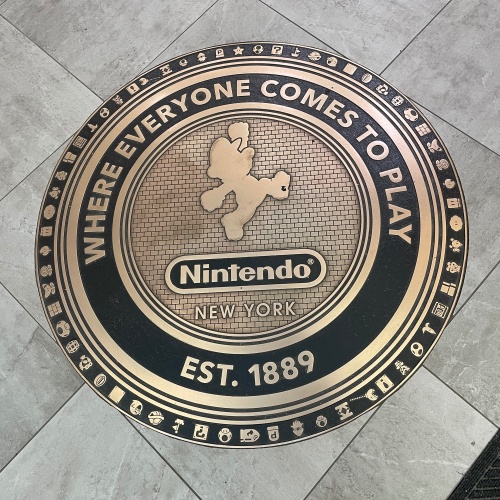 WHERE EVERYONE COMES TO PLAY
Nintendo®
NEW YORK
EST. 1889